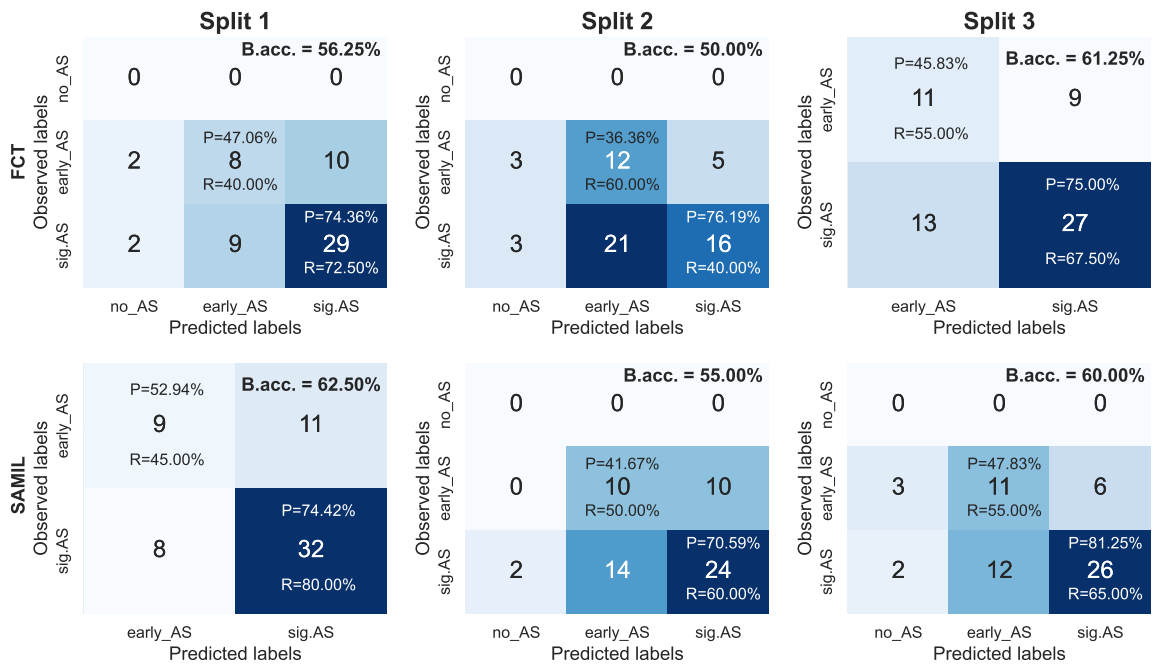 Split 1
Split 2
Split 3
FCT
Observed labels
no_AS
early_AS
sig.AS
B.acc. = 56.25%
0 0 0
P=47.06%
2 8 10
R=40.00%
P=74.36%
2 9 29
R=72.50%
no_AS early_AS sig.AS
Predicted labels
Observed labels
no_AS
early_AS
sig.AS
B.acc. = 50.00%
0 0 0
P=36.36%
3 12 5
R=60.00%
P=76.19%
3 21 16
R=40.00%
no_AS early_AS sig.AS
Predicted labels
Observed labels
early_AS
sig.AS
B.acc. = 61.25%
P=45.83%
11 9
R=55.00%
P=75.00%
13 27
R=67.50%
early_AS sig.AS
Predicted labels
SAMIL
Observed labels
early_AS
sig.AS
B.acc. = 62.50%
P=52.94%
9 11
R=45.00%
P=74.42%
8 32
R=80.00%
early_AS sig.AS
Predicted labels
Observed labels
no_AS
early_AS
sig.AS
B.acc. = 55.00%
0 0 0
P=41.67%
0 10 10
R=50.00%
P=70.59%
2 14 24
R=60.00%
no_AS early_AS sig.AS
Predicted labels
Observed labels
no_AS
early_AS
sig.AS
B.acc. = 60.00%
0 0 0
P=47.83%
3 11 6
R=55.00%
P=81.25%
2 12 26
R=65.00%
no_AS early_AS sig.AS
Predicted labels